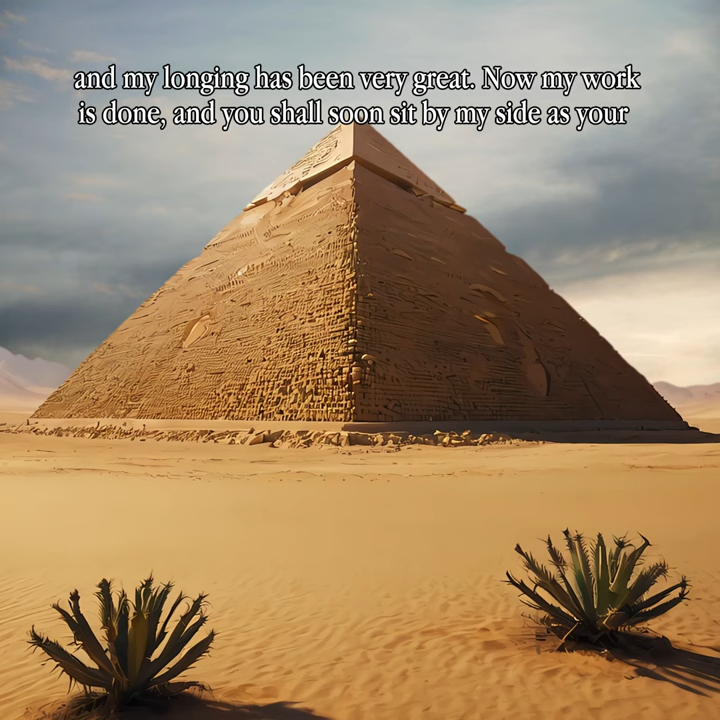 and my longing has been very great. Now my work
is done, and you shall soon sit by my side as your